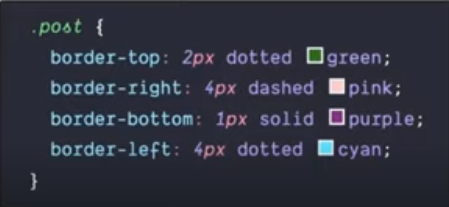 .post {
border-top: 2px dotted green;
border-right: 4px dashed pink;
border-bottom: 1px solid purple;
border-left: 4px dotted cyan;
}